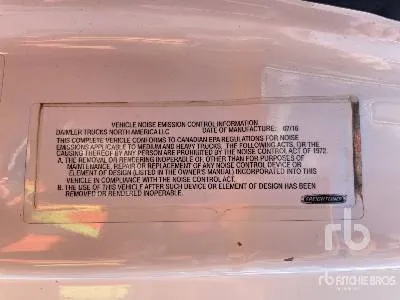 VEHICLE NOISE EMISSION CONTROL INFORMATION
DAIMLER TRUCKS NORTH AMERICA LLC DATE OF MANUFACTURE: 07/16
THIS COMPLETE VEHICLE CONFORMS TO CANADIAN EPA REGULATIONS FOR NOISE
EMISSIONS APPLICABLE TO MEDIUM AND HEAVY TRUCKS. THE FOLLOWING ACTS, OR THE
CAUSING THEREOF BY ANY PERSON ARE PROHIBITED BY THE NOISE CONTROL ACT OF 1972.
A. THE REMOVAL OR RENDERING INOPERABLE OF, OTHER THAN FOR PURPOSES OF
MAINTENANCE, REPAIR OR REPLACEMENT OF ANY NOISE CONTROL DEVICE OR
ELEMENT OF DESIGN (LISTED IN THE OWNER'S MANUAL) INCORPORATED INTO THIS
VEHICLE IN COMPLIANCE WITH THE NOISE CONTROL ACT.
B. THE USE OF THIS VEHICLE AFTER SUCH DEVICE OR ELEMENT OF DESIGN HAS BEEN
REMOVED OR RENDERED INOPERABLE.
FREIGHTLINER
rb
rb RITCHIE BROS.